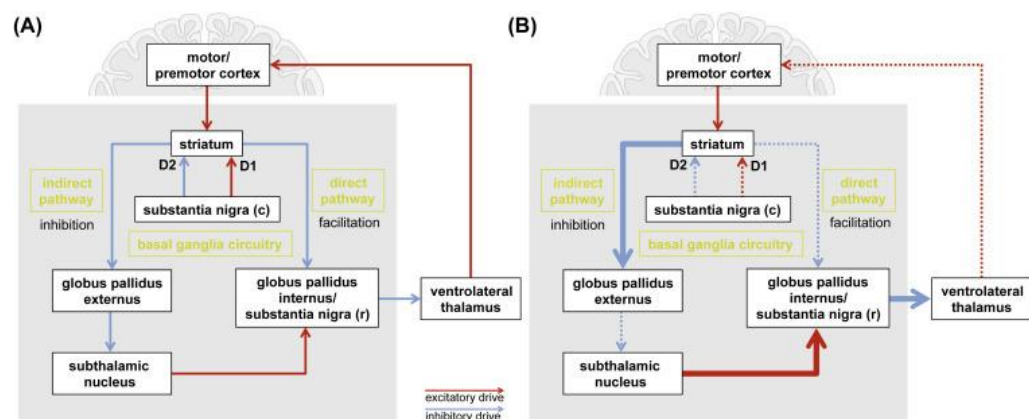 (A)
motor/
premotor cortex
striatum
D2
D1
indirect
pathway
inhibition
direct
pathway
facilitation
substantia nigra (c)
basal ganglia circuitry
globus pallidus
externus
globus pallidus
internus/
substantia nigra (r)
ventrolateral
thalamus
subthalamic
nucleus
excitatory drive
inhibitory drive
(B)
motor/
premotor cortex
striatum
D2
D1
indirect
pathway
inhibition
direct
pathway
facilitation
substantia nigra (c)
basal ganglia circuitry
globus pallidus
externus
globus pallidus
internus/
substantia nigra (r)
ventrolateral
thalamus
subthalamic
nucleus